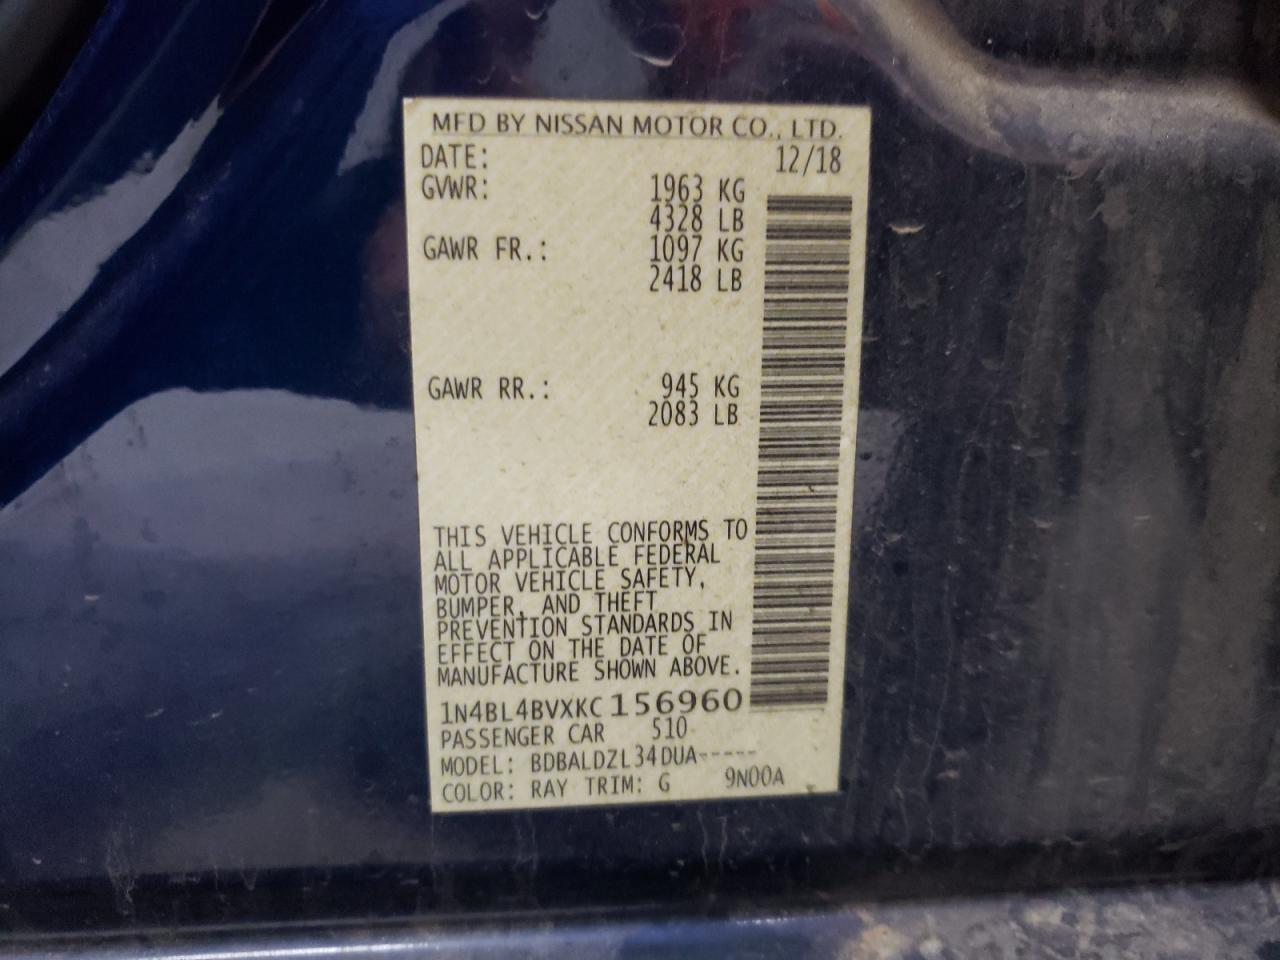 MFD BY NISSAN MOTOR CO., LTD.
DATE: 12/18
GVWR: 1963 KG
4328 LB
GAWR FR.: 1097 KG
2418 LB
GAWR RR.: 945 KG
2083 LB
THIS VEHICLE CONFORMS TO
ALL APPLICABLE FEDERAL
MOTOR VEHICLE SAFETY,
BUMPER, AND THEFT
PREVENTION STANDARDS IN
EFFECT ON THE DATE OF
MANUFACTURE SHOWN ABOVE.
1N4BL4BVXKC156960
PASSENGER CAR 510
MODEL: BDBALDZL34DUA-----
COLOR: RAY TRIM: G 9N00A